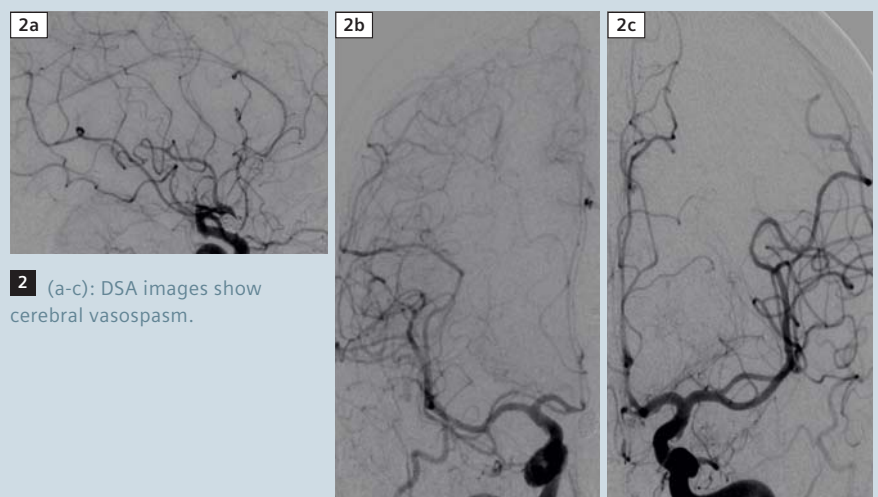 2a
2b
2c
2 (a-c): DSA images show
cerebral vasospasm.